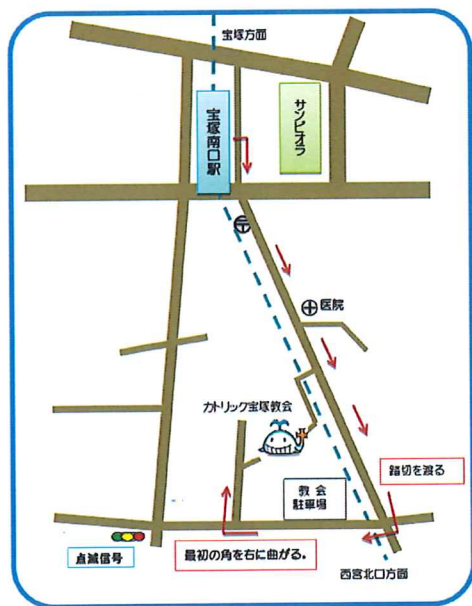 宝塚方面
宝塚南口駅
サンビオラ
医院
カトリック宝塚教会
踏切を渡る
教会
駐車場
点滅信号
最初の角を右に曲がる。
西宮北口方面